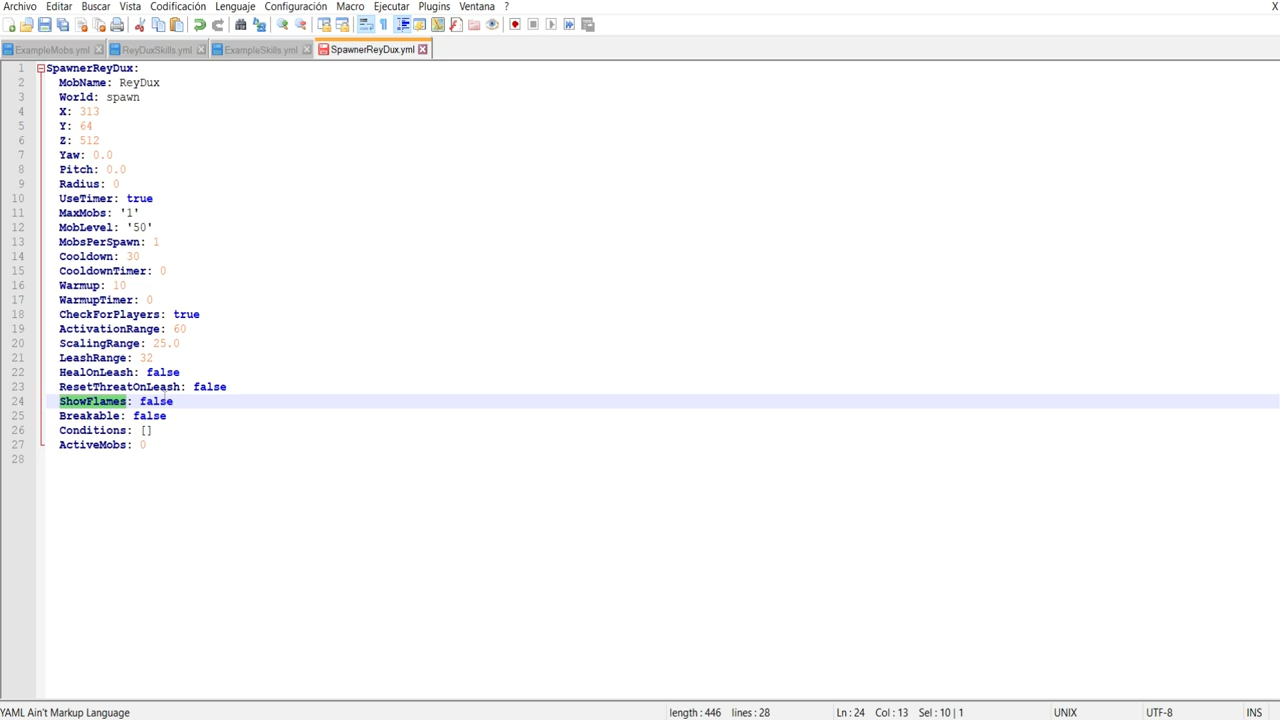 Archivo Editar Buscar Vista Codificación Lenguaje Configuración Macro Ejecutar Plugins Ventana ? X
ExampleMobs.yml ReyDuxSkills.yml ExampleSkills.yml SpawnerReyDux.yml
1 SpawnerReyDux:
2 MobName: ReyDux
3 World: spawn
4 X: 313
5 Y: 64
6 Z: 512
7 Yaw: 0.0
8 Pitch: 0.0
9 Radius: 0
10 UseTimer: true
11 MaxMobs: '1'
12 MobLevel: '50'
13 MobsPerSpawn: 1
14 Cooldown: 30
15 CooldownTimer: 0
16 Warmup: 10
17 WarmupTimer: 0
18 CheckForPlayers: true
19 ActivationRange: 60
20 ScalingRange: 25.0
21 LeashRange: 32
22 HealOnLeash: false
23 ResetThreatOnLeash: false
24 ShowFlames: false
25 Breakable: false
26 Conditions: []
27 ActiveMobs: 0
28
YAML Ain't Markup Language length : 446 lines : 28 Ln : 24 Col : 13 Sel : 10 | 1 UNIX UTF-8 INS